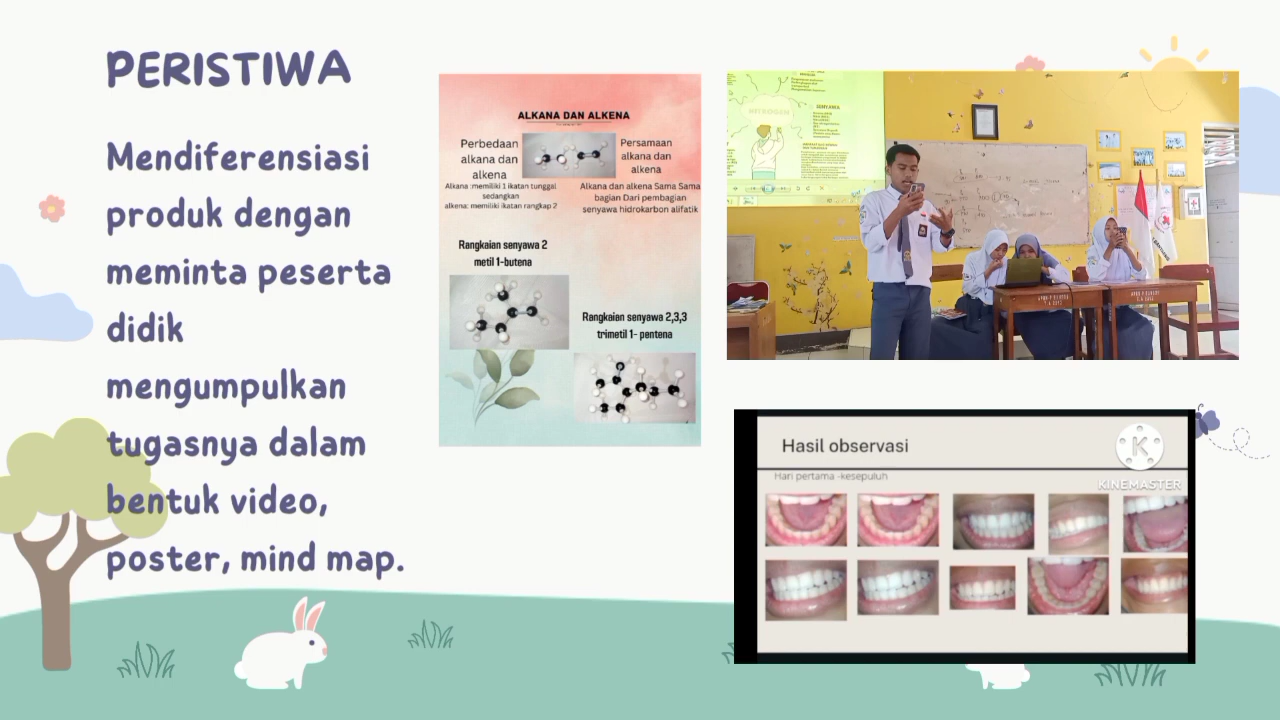 PERISTIWA
Mendiferensiasi
produk dengan
meminta peserta
didik
mengumpulkan
tugasnya dalam
bentuk video,
poster, mind map.
ALKANA DAN ALKENA
Perbedaan
alkana dan
alkena
Alkana :memiliki 1 ikatan tunggal
sedangkan
alkena: memiliki ikatan rangkap 2
Persamaan
alkana dan
alkena
Alkana dan alkena Sama Sama
bagian Dari pembagian
senyawa hidrokarbon alifatik
Rangkaian senyawa 2
metil 1-butena
Rangkaian senyawa 2,3,3
trimetil 1- pentena
NITROGEN
SENYAWA
Hasil observasi
Hari pertama -kesepuluh
K
KINEMASTER